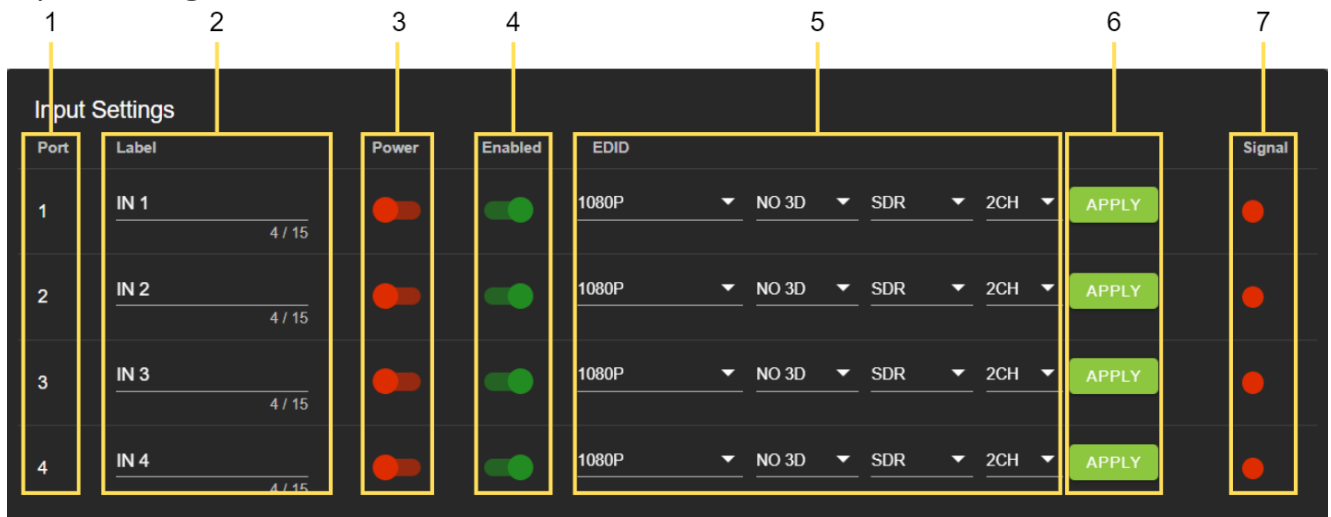 1 2 3 4 5 6 7
Input Settings
Port Label Power Enabled EDID Signal
1 IN 1 1080P NO 3D SDR 2CH APPLY
4 / 15
2 IN 2 1080P NO 3D SDR 2CH APPLY
4 / 15
3 IN 3 1080P NO 3D SDR 2CH APPLY
4 / 15
4 IN 4 1080P NO 3D SDR 2CH APPLY
4 / 15